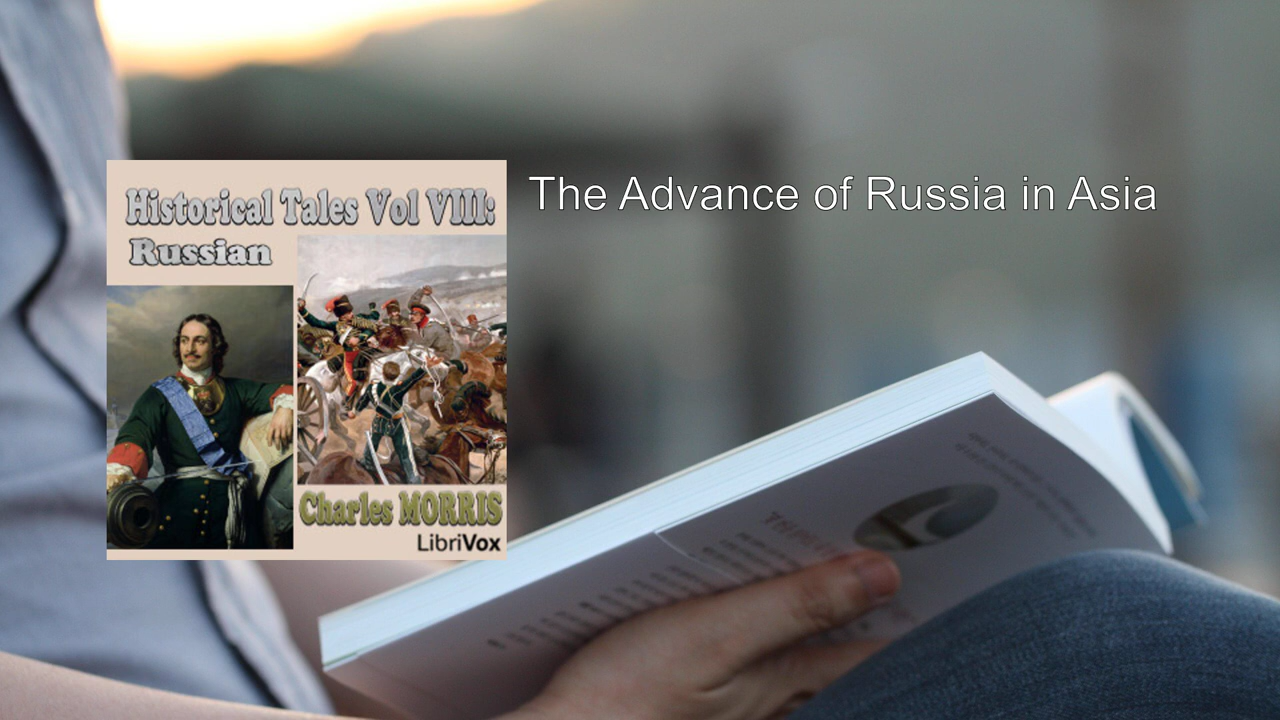 Historical Tales Vol VIII:
Russian
Charles MORRIS
LibriVox
The Advance of Russia in Asia